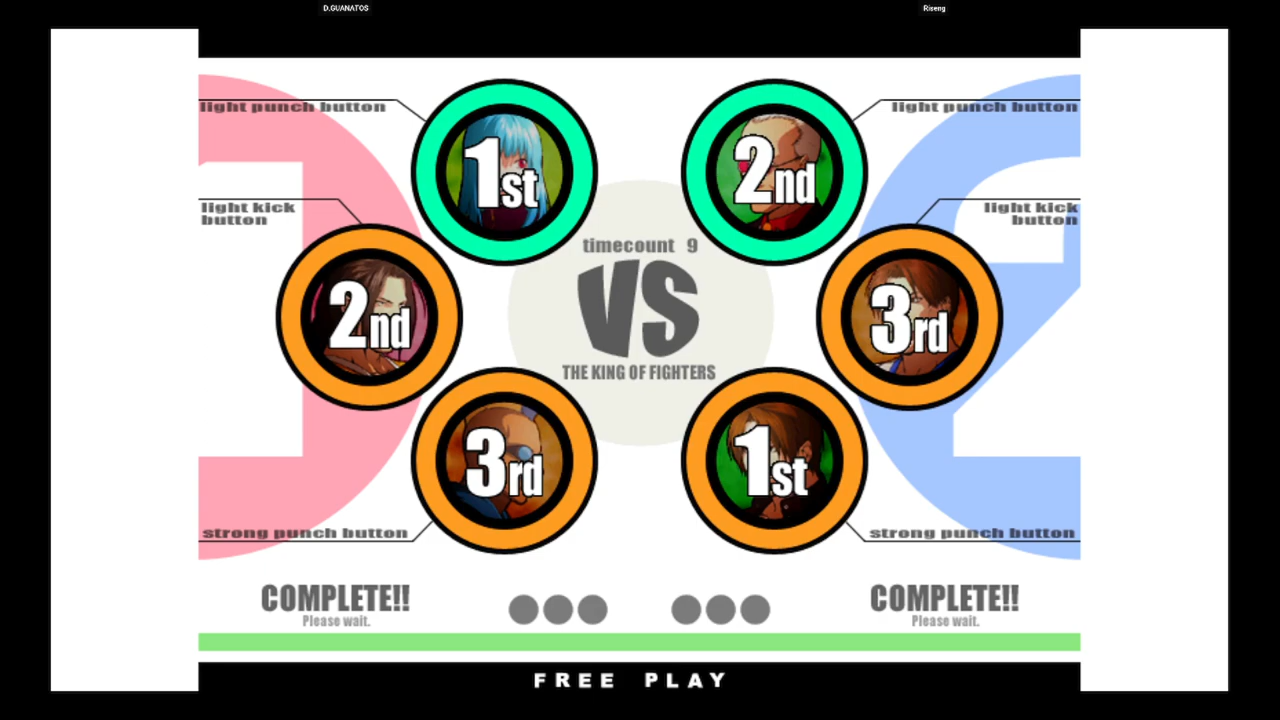 D.GUANATOS
Riseng
light punch button
light punch button
1st
2nd
light kick
button
light kick
button
timecount 9
2nd
3rd
VS
THE KING OF FIGHTERS
3rd
1st
strong punch button
strong punch button
COMPLETE!!
Please wait.
COMPLETE!!
Please wait.
FREE PLAY